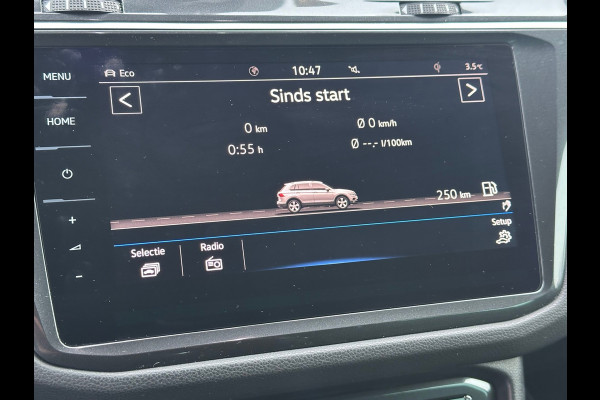 MENU
HOME
+
-
Eco 10:47 3.5°C
< Sinds start >
0 km Ø 0 km/h
0:55 h Ø --,- l/100km
250 km
Selectie Radio Setup